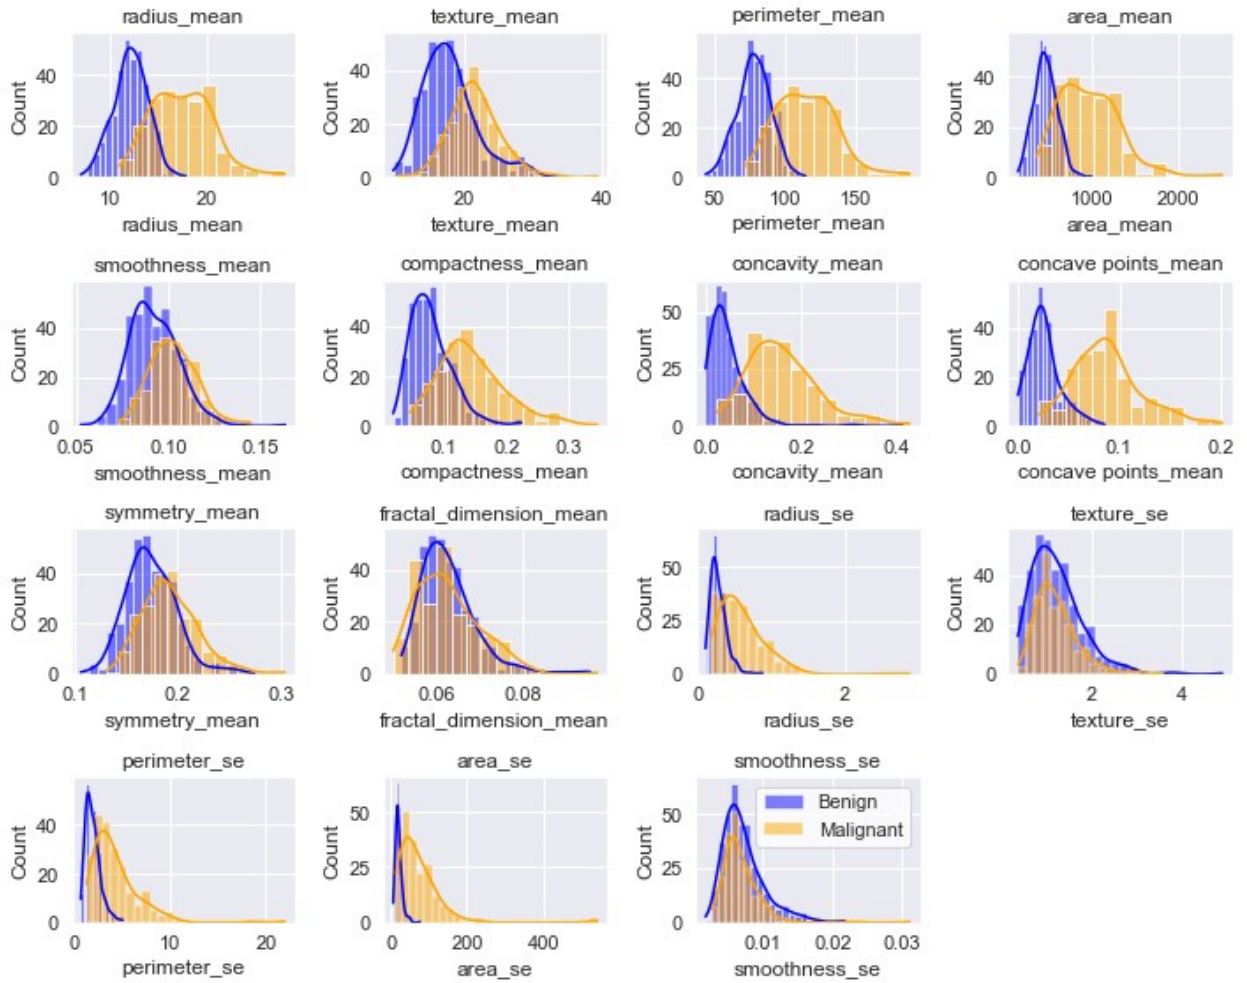 radius_mean texture_mean perimeter_mean area_mean
Count 0 20 40 Count 0 20 40 Count 0 20 40 Count 0 20 40
10 20 20 40 50 100 150 1000 2000
radius_mean texture_mean perimeter_mean area_mean
smoothness_mean compactness_mean concavity_mean concave points_mean
Count 0 20 40 Count 0 20 40 Count 0 25 50 Count 0 20 40
0.05 0.10 0.15 0.1 0.2 0.3 0.0 0.2 0.4 0.0 0.1 0.2
smoothness_mean compactness_mean concavity_mean concave points_mean
symmetry_mean fractal_dimension_mean radius_se texture_se
Count 0 20 40 Count 0 20 40 Count 0 25 50 Count 0 20 40
0.1 0.2 0.3 0.06 0.08 0 2 2 4
symmetry_mean fractal_dimension_mean radius_se texture_se
perimeter_se area_se smoothness_se
Count 0 20 40 Count 0 25 50 Count 0 25 50
Benign
Malignant
0 10 20 0 200 400 0.01 0.02 0.03
perimeter_se area_se smoothness_se